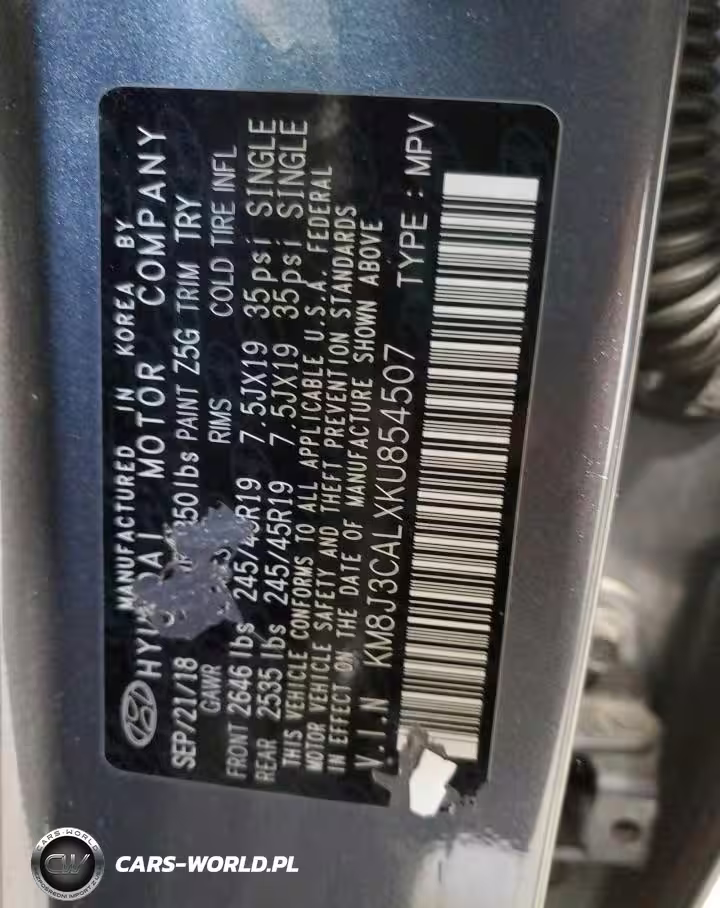 MANUFACTURED IN KOREA BY
MOTOR COMPANY
SEP/21/18 PAINT Z5G TRIM TRY
GAWR RIMS COLD TIRE INFL
FRONT 2646 lbs 245/45R19 7.5JX19 35psi SINGLE
REAR 2535 lbs 245/45R19 7.5JX19 35psi SINGLE
THIS VEHICLE CONFORMS TO ALL APPLICABLE U.S.A. FEDERAL
MOTOR VEHICLE SAFETY AND THEFT PREVENTION STANDARDS
IN EFFECT ON THE DATE OF MANUFACTURE SHOWN ABOVE
V.I.N KM8J3CALXKU854507 TYPE : MPV
CARS-WORLD
CW
CARS-WORLD.PL